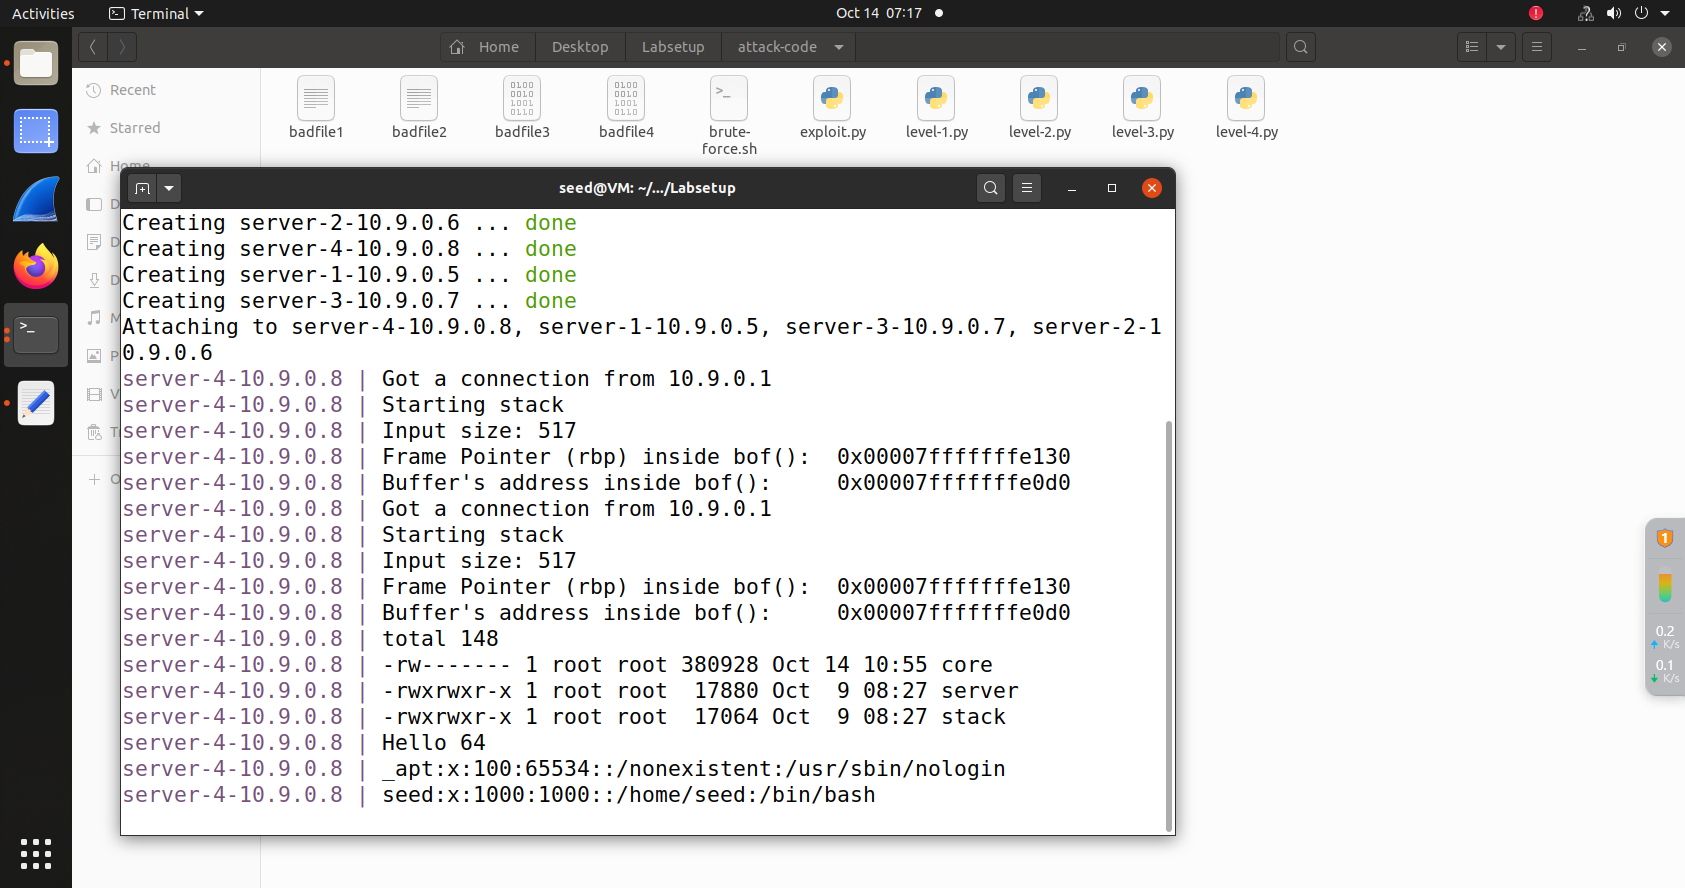 Activities
Terminal
Oct 14 07:17
Home
Desktop
Labsetup
attack-code
Recent
Starred
Home
badfile1
badfile2
badfile3
badfile4
brute-
force.sh
exploit.py
level-1.py
level-2.py
level-3.py
level-4.py
seed@VM: ~/.../Labsetup
Creating server-2-10.9.0.6 ... done
Creating server-4-10.9.0.8 ... done
Creating server-1-10.9.0.5 ... done
Creating server-3-10.9.0.7 ... done
Attaching to server-4-10.9.0.8, server-1-10.9.0.5, server-3-10.9.0.7, server-2-1
0.9.0.6
server-4-10.9.0.8 | Got a connection from 10.9.0.1
server-4-10.9.0.8 | Starting stack
server-4-10.9.0.8 | Input size: 517
server-4-10.9.0.8 | Frame Pointer (rbp) inside bof():  0x00007fffffffe130
server-4-10.9.0.8 | Buffer's address inside bof():     0x00007fffffffe0d0
server-4-10.9.0.8 | Got a connection from 10.9.0.1
server-4-10.9.0.8 | Starting stack
server-4-10.9.0.8 | Input size: 517
server-4-10.9.0.8 | Frame Pointer (rbp) inside bof():  0x00007fffffffe130
server-4-10.9.0.8 | Buffer's address inside bof():     0x00007fffffffe0d0
server-4-10.9.0.8 | total 148
server-4-10.9.0.8 | -rw------- 1 root root 380928 Oct 14 10:55 core
server-4-10.9.0.8 | -rwxrwxr-x 1 root root  17880 Oct  9 08:27 server
server-4-10.9.0.8 | -rwxrwxr-x 1 root root  17064 Oct  9 08:27 stack
server-4-10.9.0.8 | Hello 64
server-4-10.9.0.8 | _apt:x:100:65534::/nonexistent:/usr/sbin/nologin
server-4-10.9.0.8 | seed:x:1000:1000::/home/seed:/bin/bash
1
0.2
K/s
0.1
K/s